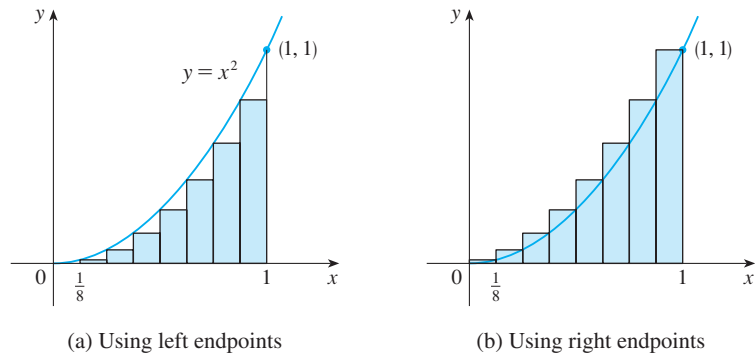 y
(1, 1)
y = x²
0
1/8
1
x
(a) Using left endpoints
y
(1, 1)
0
1/8
1
x
(b) Using right endpoints